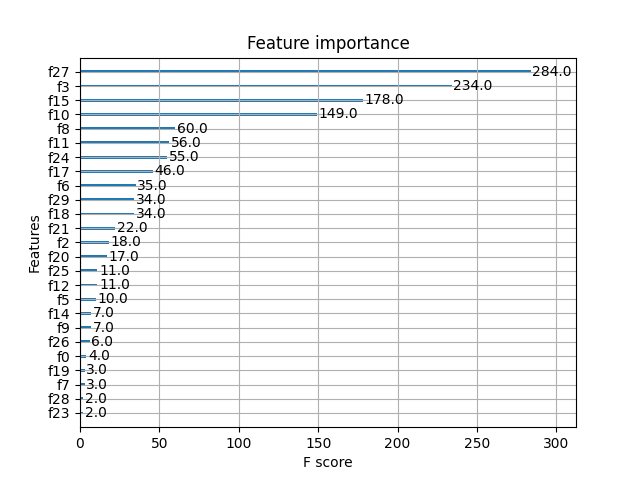 Feature importance
Features
f27 284.0
f3 234.0
f15 178.0
f10 149.0
f8 60.0
f11 56.0
f24 55.0
f17 46.0
f6 35.0
f29 34.0
f18 34.0
f21 22.0
f2 18.0
f20 17.0
f25 11.0
f12 11.0
f5 10.0
f14 7.0
f9 7.0
f26 6.0
f0 4.0
f19 3.0
f7 3.0
f28 2.0
f23 2.0
0 50 100 150 200 250 300
F score